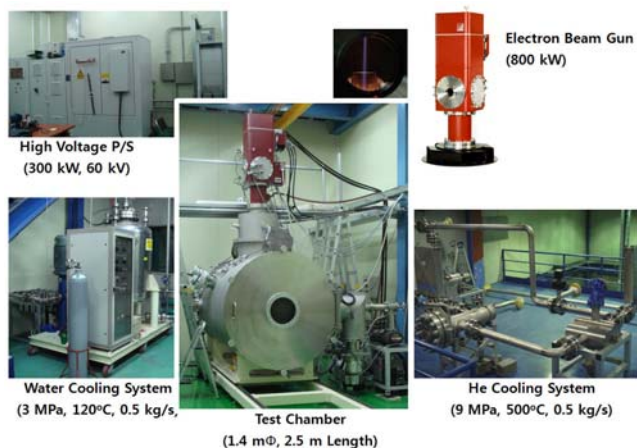 Electron Beam Gun
(800 kW)
High Voltage P/S
(300 kW, 60 kV)
Water Cooling System
(3 MPa, 120ºC, 0.5 kg/s,
He Cooling System
(9 MPa, 500ºC, 0.5 kg/s)
Test Chamber
(1.4 mΦ, 2.5 m Length)